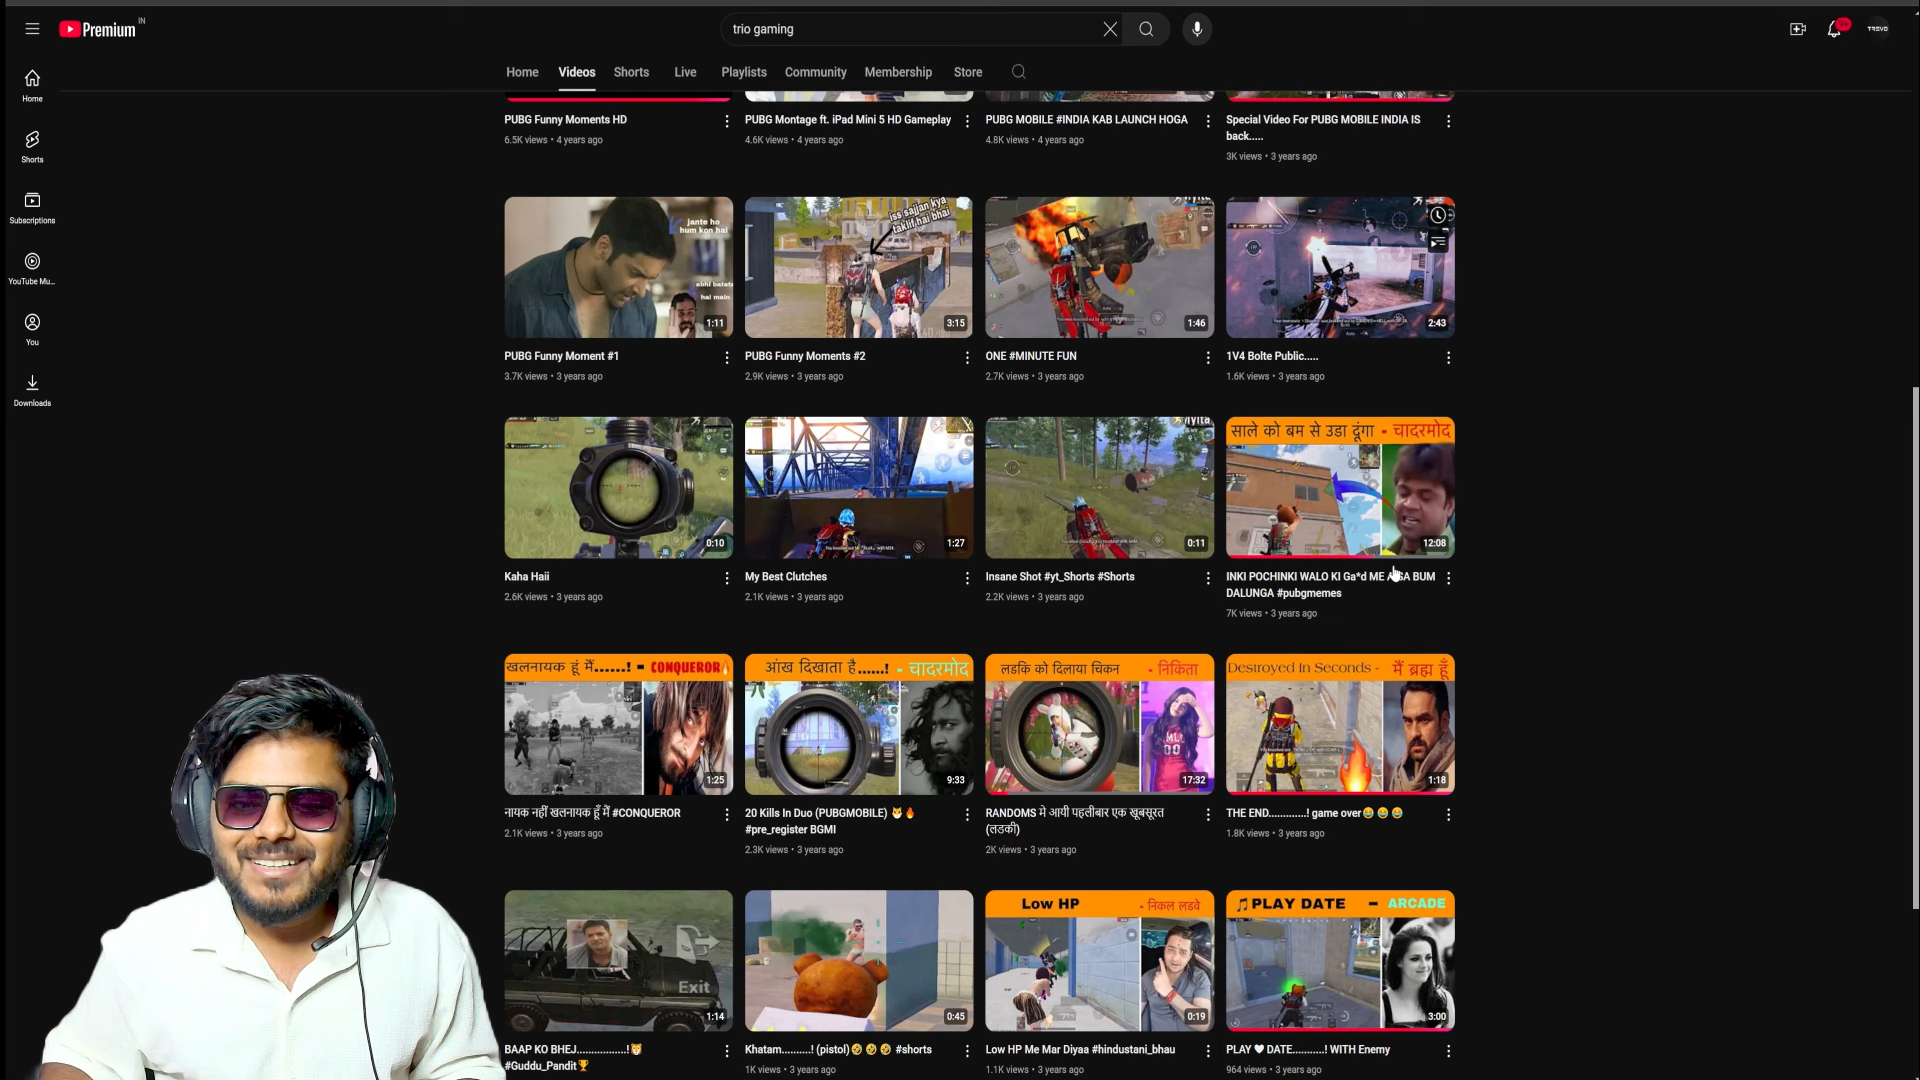 Premium IN
trio gaming
9+
TREVO
Home
Videos
Shorts
Live
Playlists
Community
Membership
Store
Home
Shorts
Subscriptions
YouTube Mu...
You
Downloads
PUBG Funny Moments HD
6.5K views • 4 years ago
PUBG Montage ft. iPad Mini 5 HD Gameplay
4.6K views • 4 years ago
PUBG MOBILE #INDIA KAB LAUNCH HOGA
4.8K views • 4 years ago
Special Video For PUBG MOBILE INDIA IS
back.....
3K views • 3 years ago
jante ho
hum kon hai
abhi batata
hai main
1:11
PUBG Funny Moment #1
3.7K views • 3 years ago
iss sajjan kya
taklif hai bhai
3:15
PUBG Funny Moments #2
2.9K views • 3 years ago
1:46
ONE #MINUTE FUN
2.7K views • 3 years ago
2:43
1V4 Bolte Public.....
1.6K views • 3 years ago
0:10
Kaha Haii
2.6K views • 3 years ago
1:27
My Best Clutches
2.1K views • 3 years ago
0:11
Insane Shot #yt_Shorts #Shorts
2.2K views • 3 years ago
साले को बम से उडा दूंगा - चादरमोद
12:08
INKI POCHINKI WALO KI Ga*d ME BUM
DALUNGA #pubgmemes
7K views • 3 years ago
खलनायक हूं मैं......! = CONQUEROR
1:25
नायक नहीं खलनायक हूँ मैं #CONQUEROR
2.1K views • 3 years ago
आंख दिखाता है......! - चादरमोद
9:33
20 Kills In Duo (PUBGMOBILE) 🐯🔥
#pre_register BGMI
2.3K views • 3 years ago
लडकि को दिलाया चिकन - निकिता
17:32
RANDOMS मे आयी पहलीबार एक खूबसूरत
(लडकी)
2K views • 3 years ago
Destroyed In Seconds - मैं ब्रह्म हूँ
1:18
THE END.............! game over😂😂😂
1.8K views • 3 years ago
Exit
1:14
BAAP KO BHEJ................!🐯
#Guddu_Pandit🏆
0:45
Khatam..........! (pistol)🤣🤣🤣 #shorts
1K views • 3 years ago
Low HP - निकल लडवे
0:19
Low HP Me Mar Diyaa #hindustani_bhau
1.1K views • 3 years ago
🎵PLAY DATE - ARCADE
3:00
PLAY ❤ DATE..........! WITH Enemy
964 views • 3 years ago